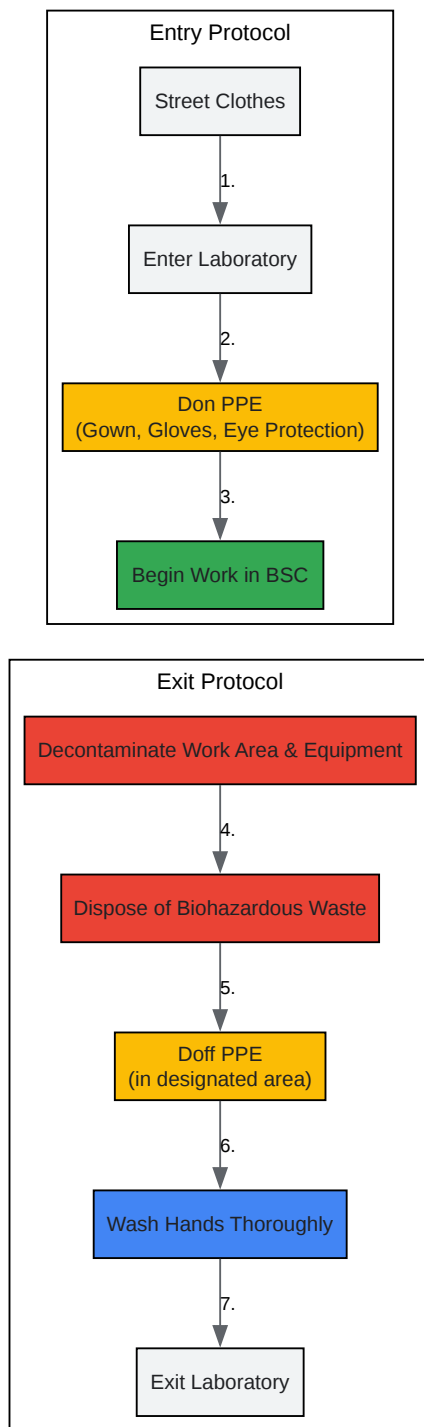 Entry Protocol
Street Clothes
1.
Enter Laboratory
2.
Don PPE
(Gown, Gloves, Eye Protection)
3.
Begin Work in BSC
Exit Protocol
Decontaminate Work Area & Equipment
4.
Dispose of Biohazardous Waste
5.
Doff PPE
(in designated area)
6.
Wash Hands Thoroughly
7.
Exit Laboratory